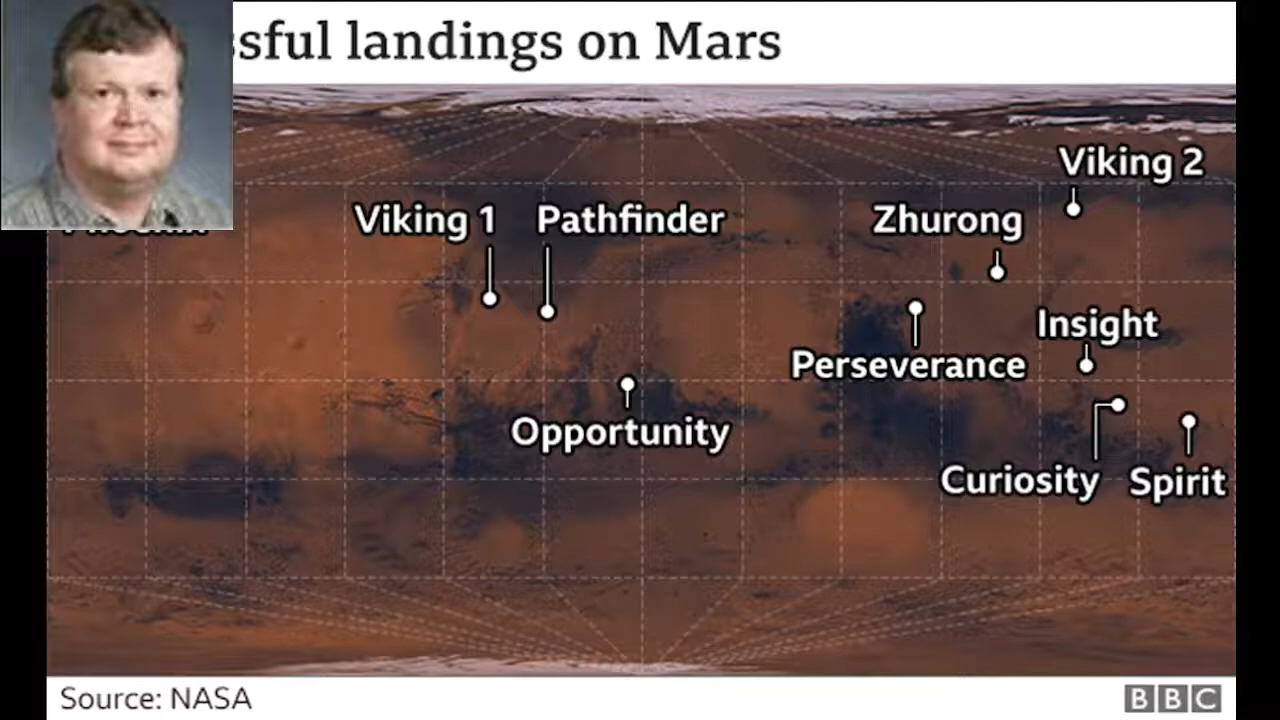 ssful landings on Mars
Viking 2
Viking 1 Pathfinder Zhurong
Insight
Perseverance
Opportunity
Curiosity Spirit
Source: NASA BBC